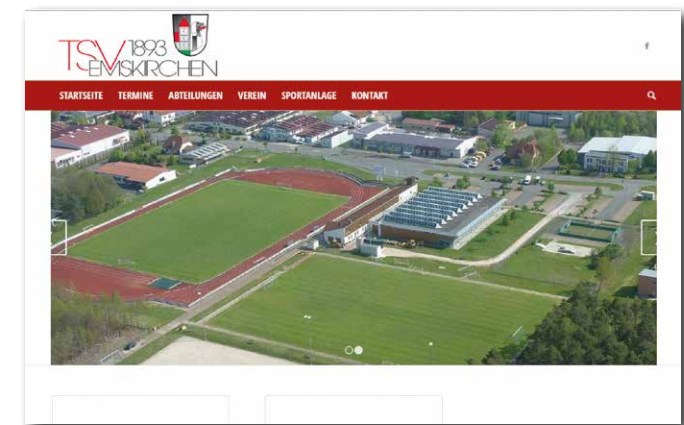 TSV 1893
EMSKIRCHEN
f
STARTSEITE TERMINE ABTEILUNGEN VEREIN SPORTANLAGE KONTAKT